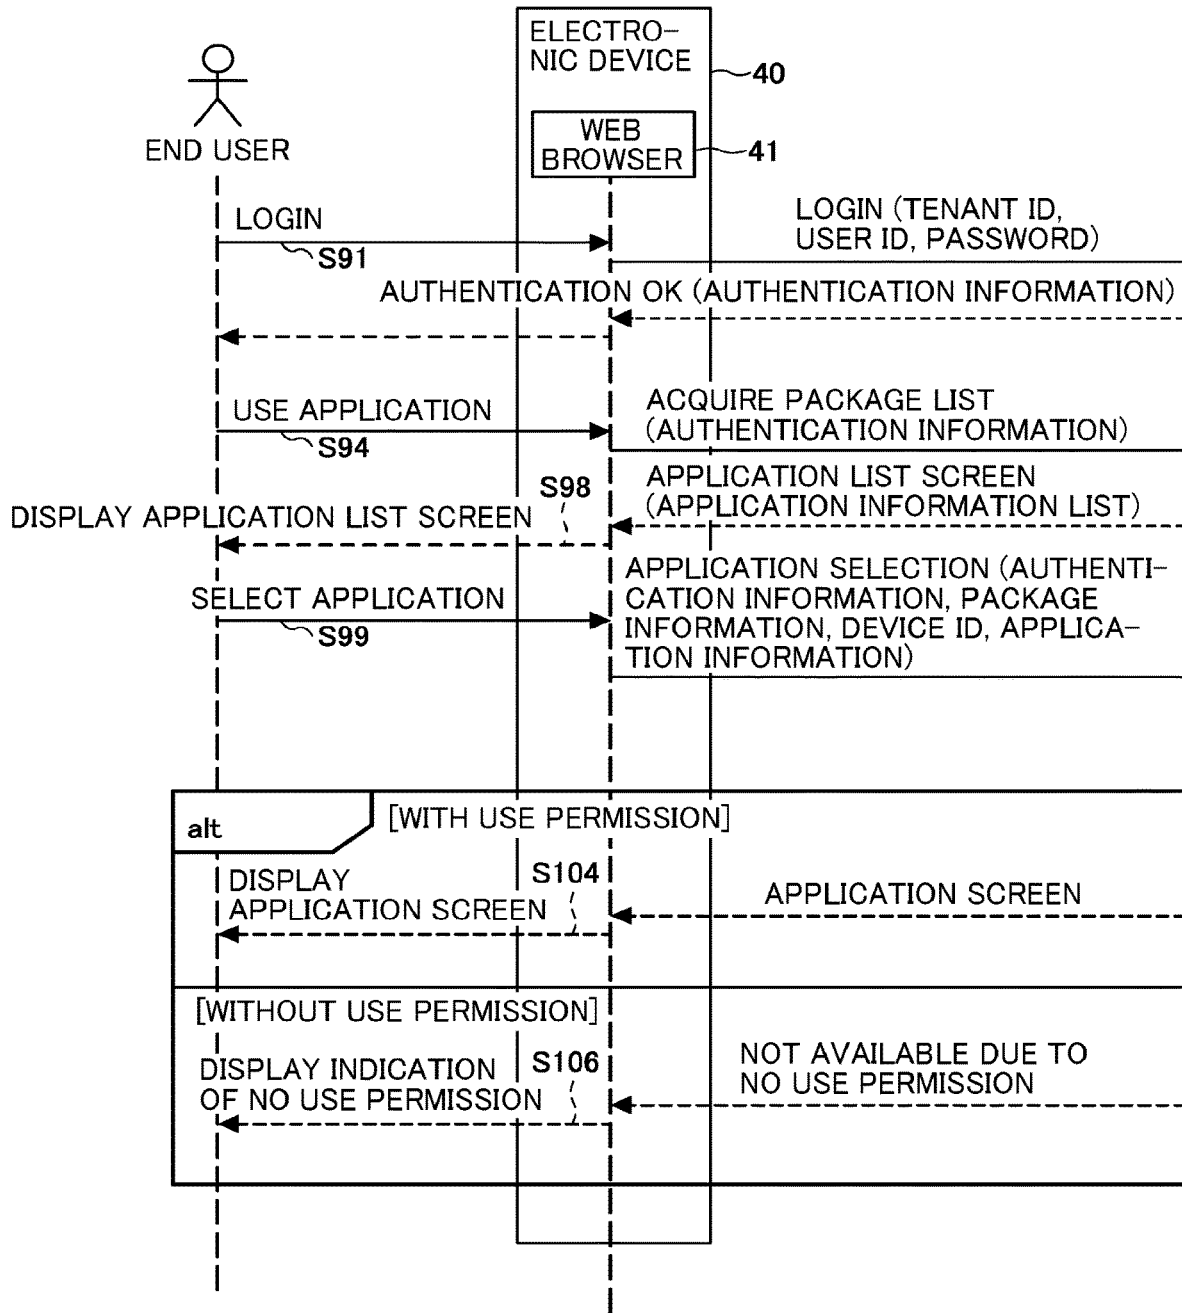 ELECTRO-
NIC DEVICE
40
END USER
WEB
BROWSER
41
LOGIN
S91
LOGIN (TENANT ID,
USER ID, PASSWORD)
AUTHENTICATION OK (AUTHENTICATION INFORMATION)
USE APPLICATION
S94
ACQUIRE PACKAGE LIST
(AUTHENTICATION INFORMATION)
APPLICATION LIST SCREEN
(APPLICATION INFORMATION LIST)
S98
DISPLAY APPLICATION LIST SCREEN
SELECT APPLICATION
S99
APPLICATION SELECTION (AUTHENTI-
CATION INFORMATION, PACKAGE
INFORMATION, DEVICE ID, APPLICA-
TION INFORMATION)
alt
[WITH USE PERMISSION]
DISPLAY
APPLICATION SCREEN
S104
APPLICATION SCREEN
[WITHOUT USE PERMISSION]
DISPLAY INDICATION
OF NO USE PERMISSION
S106
NOT AVAILABLE DUE TO
NO USE PERMISSION